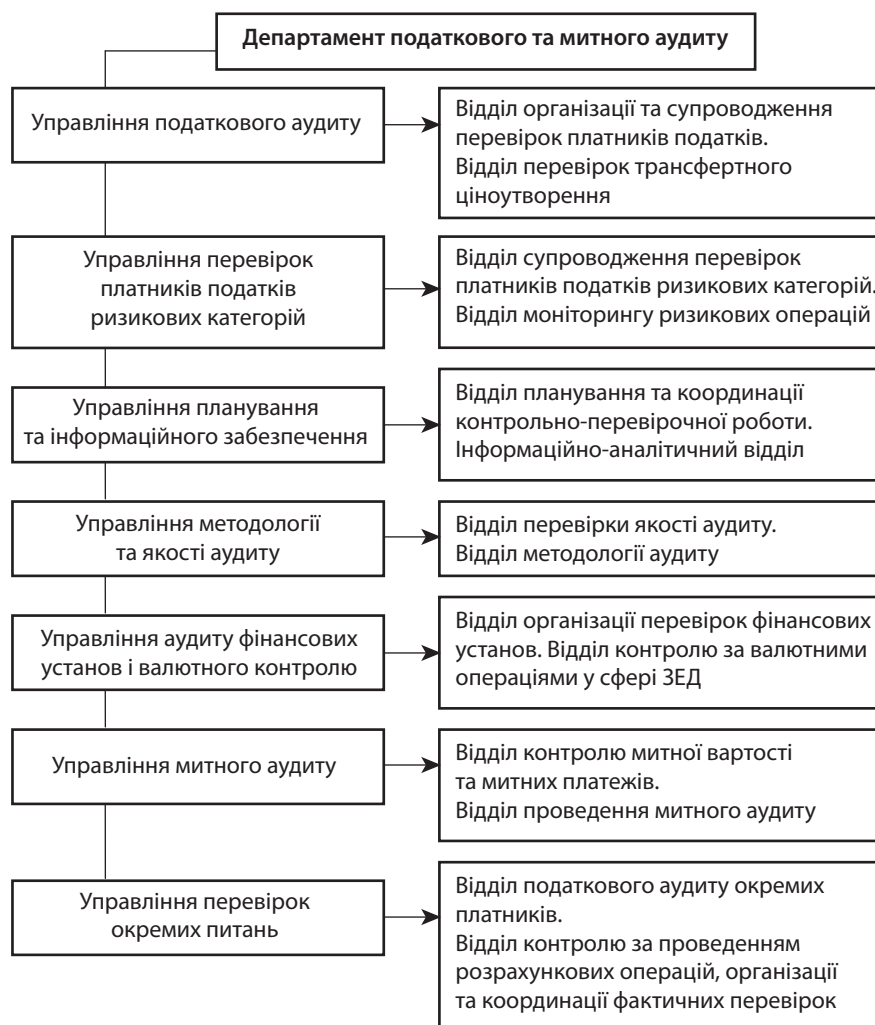 Департамент податкового та митного аудиту
Управління податкового аудиту
Відділ організації та супроводження
перевірок платників податків.
Відділ перевірок трансфертного
ціноутворення
Управління перевірок
платників податків
ризикових категорій
Відділ супроводження перевірок
платників податків ризикових категорій.
Відділ моніторингу ризикових операцій
Управління планування
та інформаційного забезпечення
Відділ планування та координації
контрольно-перевірочної роботи.
Інформаційно-аналітичний відділ
Управління методології
та якості аудиту
Відділ перевірки якості аудиту.
Відділ методології аудиту
Управління аудиту фінансових
установ і валютного контролю
Відділ організації перевірок фінансових
установ. Відділ контролю за валютними
операціями у сфері ЗЕД
Управління митного аудиту
Відділ контролю митної вартості
та митних платежів.
Відділ проведення митного аудиту
Управління перевірок
окремих питань
Відділ податкового аудиту окремих
платників.
Відділ контролю за проведенням
розрахункових операцій, організації
та координації фактичних перевірок